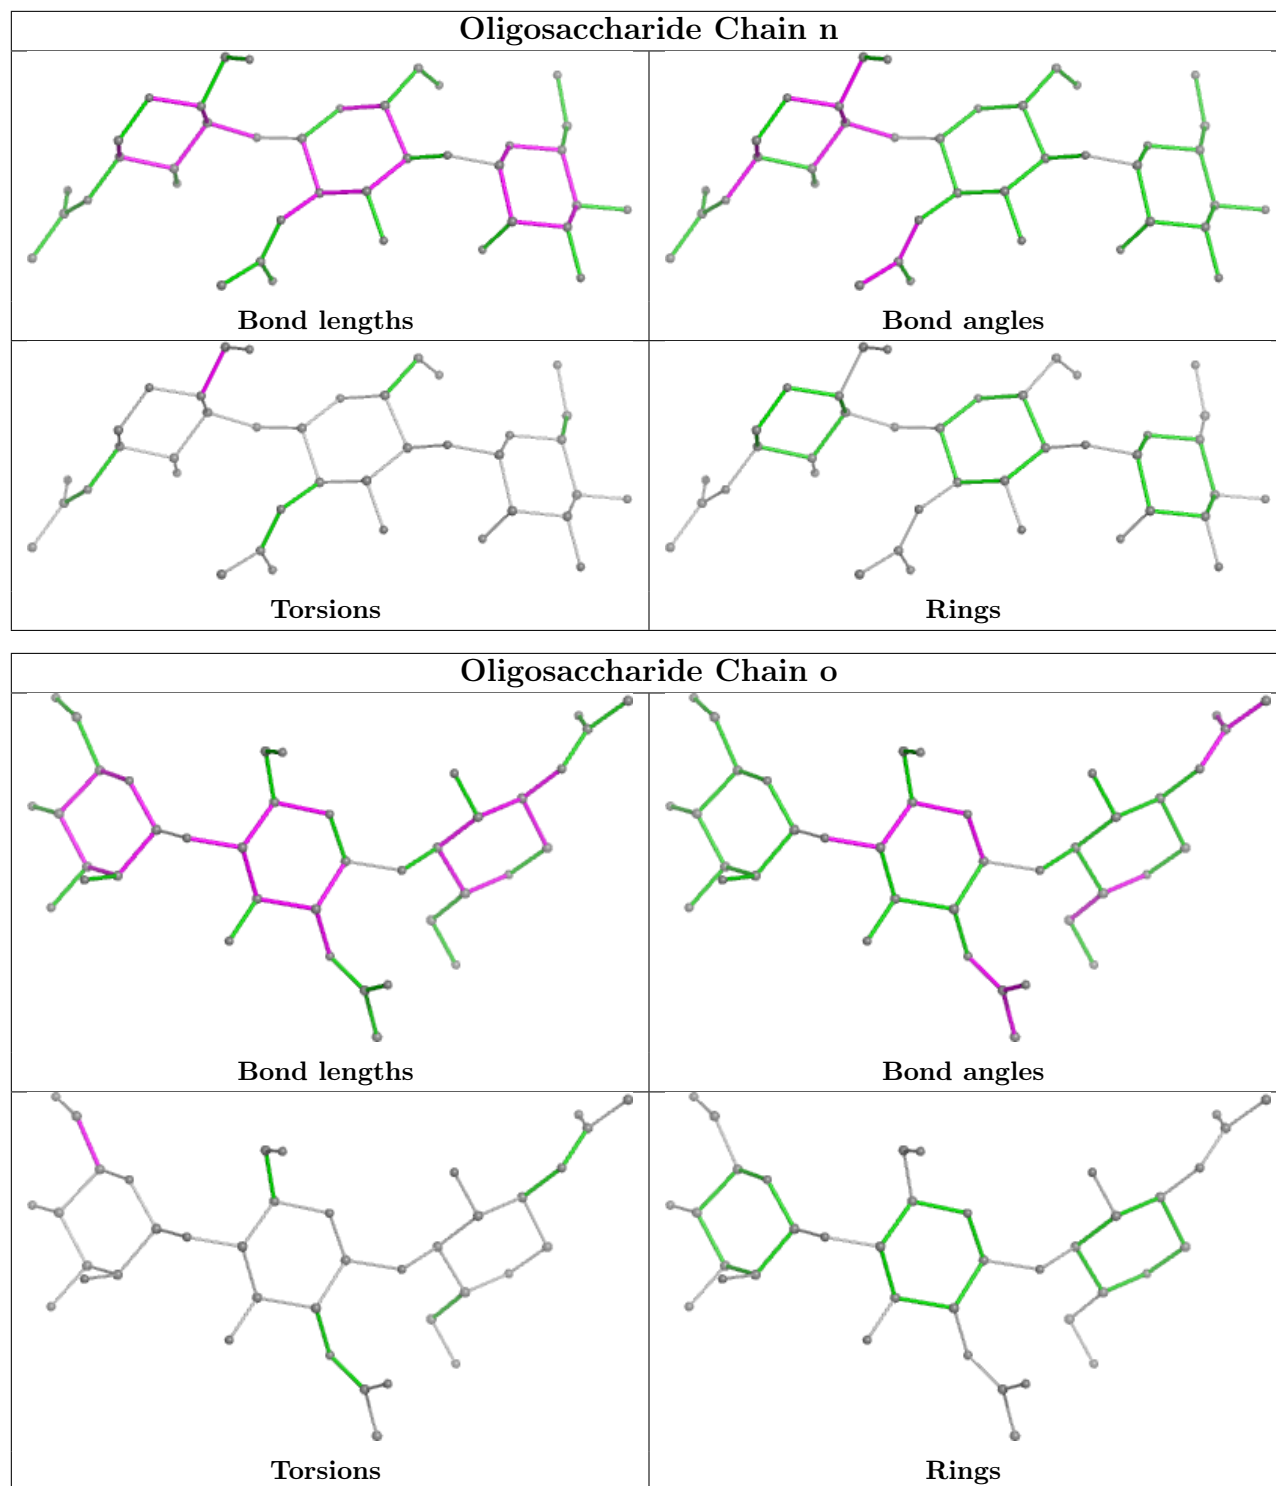 Oligosaccharide Chain n
Bond lengths
Bond angles
Torsions
Rings
Oligosaccharide Chain o
Bond lengths
Bond angles
Torsions
Rings